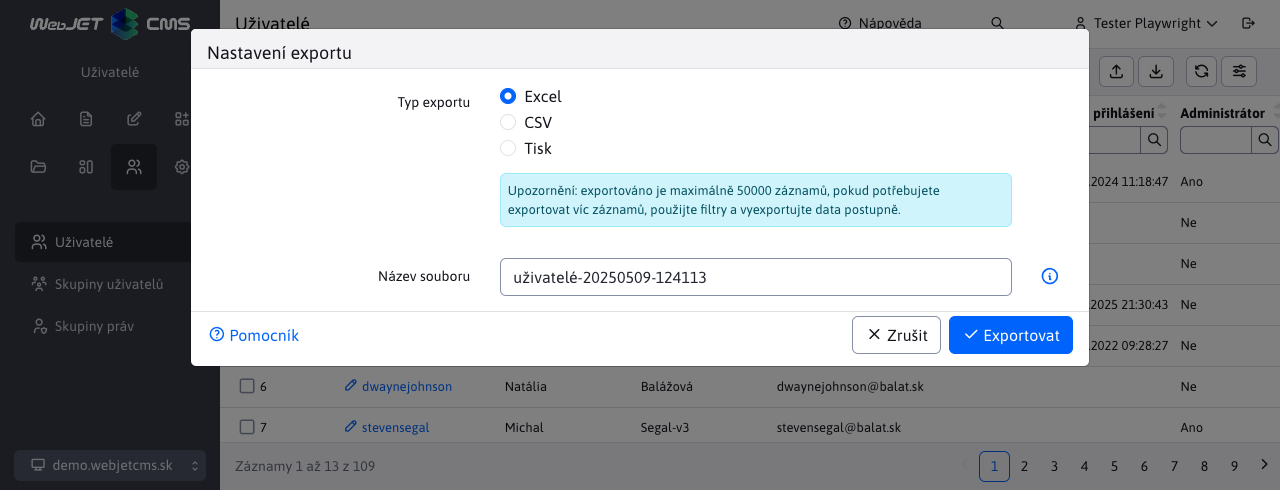 WebJET CMS
Uživatelé
Nápověda
Tester Playwright
Uživatelé
Nastavení exportu
Typ exportu
Excel
CSV
Tisk
Upozornění: exportováno je maximálně 50000 záznamů, pokud potřebujete
exportovat víc záznamů, použijte filtry a vyexportujte data postupně.
Název souboru
uživatelé-20250509-124113
Pomocník
Zrušit
Exportovat
přihlášení
Administrátor
.2024 11:18:47 Ano
Ne
Ne
.2025 21:30:43 Ne
.2022 09:28:27 Ne
Uživatelé
Skupiny uživatelů
Skupiny práv
6 dwaynejohnson Natália Balážová dwaynejohnson@balat.sk Ne
7 stevensegal Michal Segal-v3 stevensegal@balat.sk Ano
demo.webjetcms.sk
Záznamy 1 až 13 z 109
1 2 3 4 5 6 7 8 9